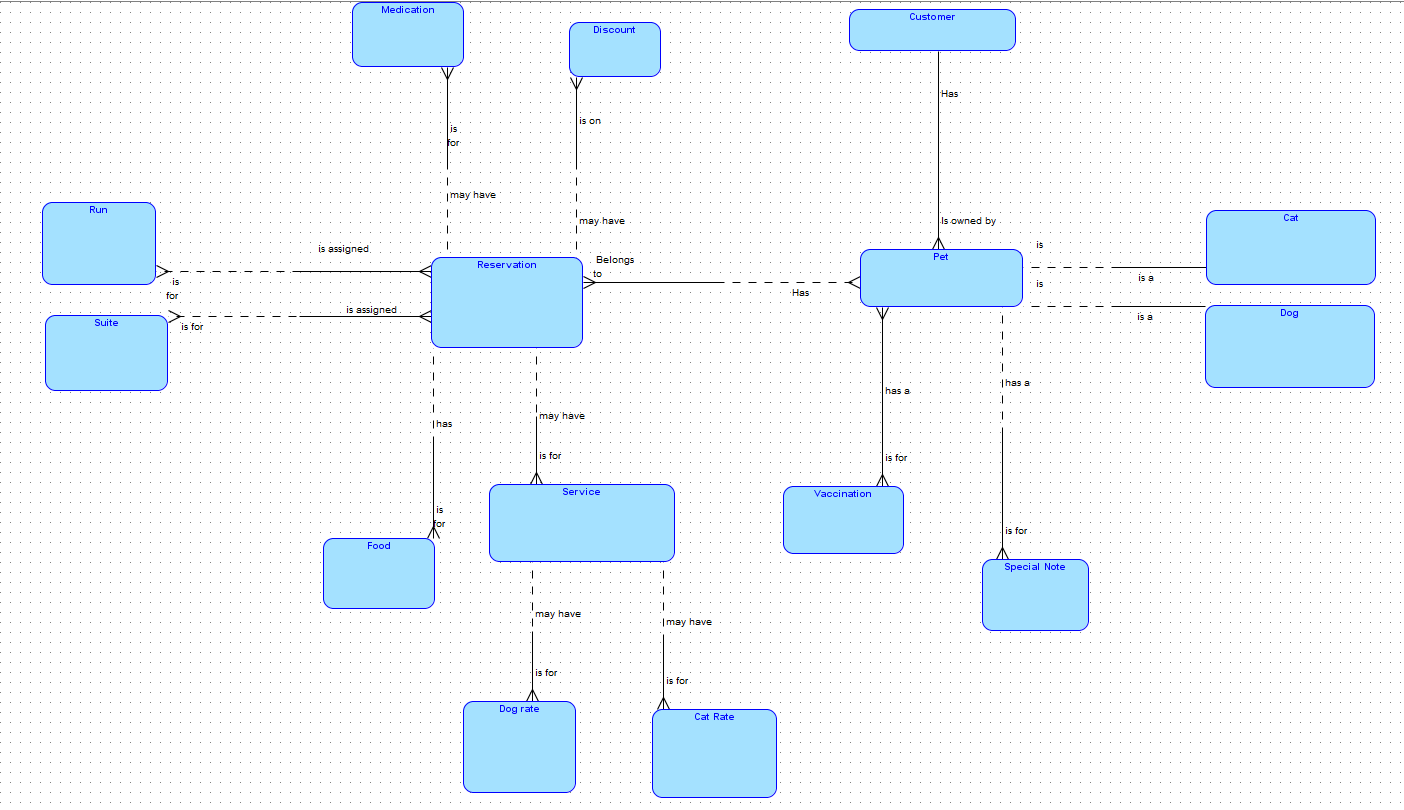 Medication
Discount
Customer
Has
is on
is
for
may have
may have
Is owned by
Run
Cat
is
is assigned
Pet
Belongs
to
Reservation
is a
is
for
is
Has
is assigned
Dog
is a
Suite
is for
has a
has a
may have
has
is for
is for
Service
Vaccination
is
for
is for
Food
Special Note
may have
may have
is for
is for
Dog rate
Cat Rate